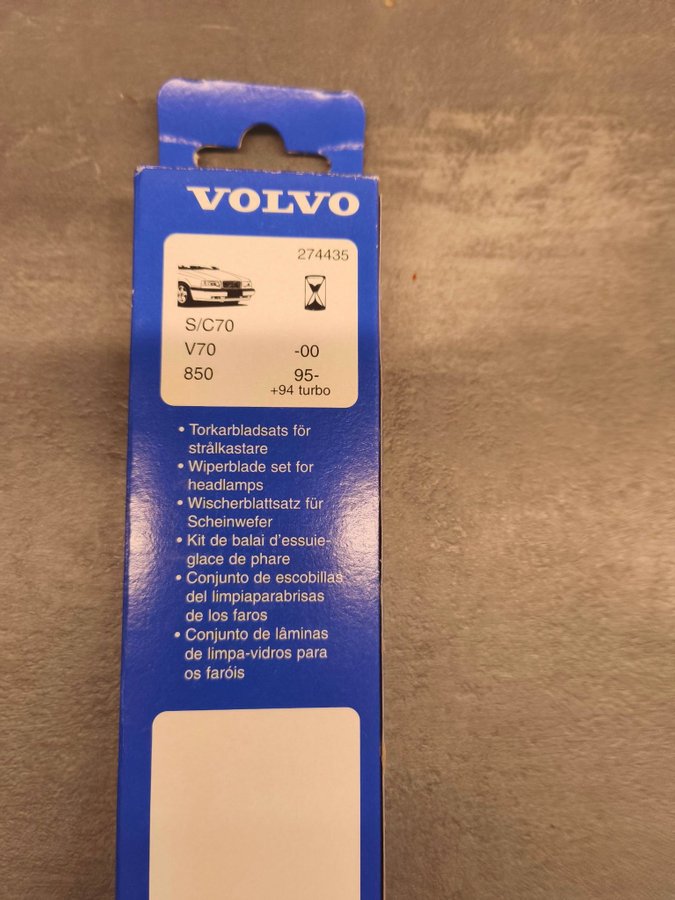 VOLVO
274435
S/C70
V70 -00
850 95-
+94 turbo
• Torkarbladsats för
strålkastare
• Wiperblade set for
headlamps
• Wischerblattsatz für
Scheinwefer
• Kit de balai d'essuie-
glace de phare
• Conjunto de escobillas
del limpiaparabrisas
de los faros
• Conjunto de lâminas
de limpa-vidros para
os faróis